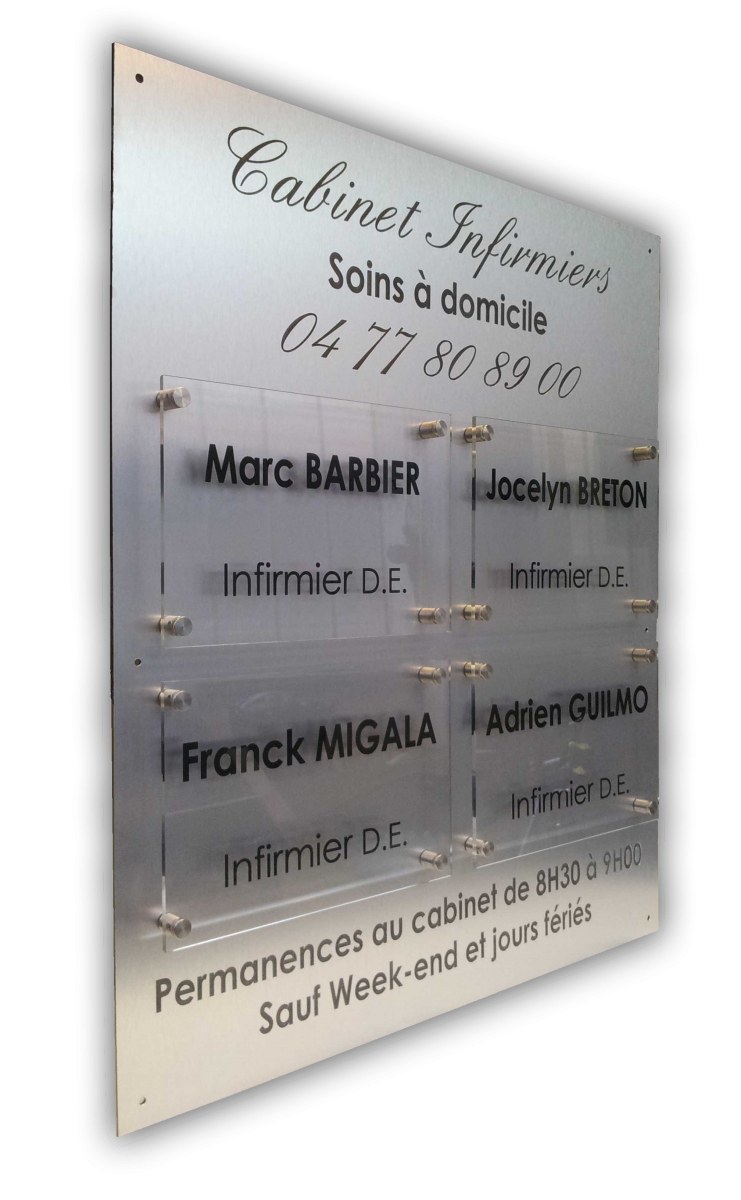 Cabinet Infirmiers
Soins à domicile
04 77 80 89 00
Marc BARBIER
Infirmier D.E.
Jocelyn BRETON
Infirmier D.E.
Franck MIGALA
Infirmier D.E.
Adrien GUILMO
Infirmier D.E.
Permanences au cabinet de 8H30 à 9H00
Sauf Week-end et jours fériés